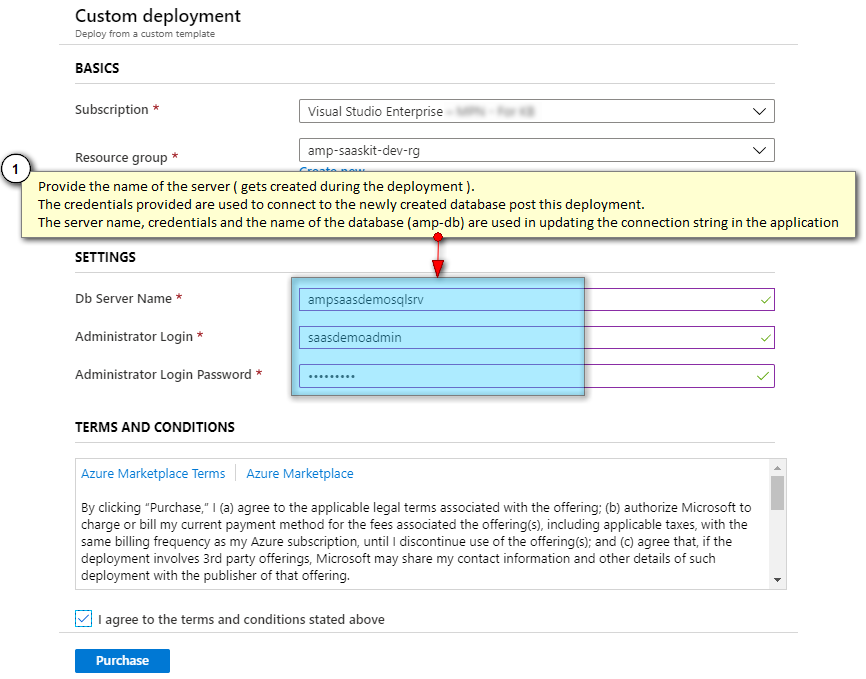 Custom deployment
Deploy from a custom template
BASICS
Subscription *
Visual Studio Enterprise
Resource group *
amp-saaskit-dev-rg
Create new
1
Provide the name of the server ( gets created during the deployment ).
The credentials provided are used to connect to the newly created database post this deployment.
The server name, credentials and the name of the database (amp-db) are used in updating the connection string in the application
SETTINGS
Db Server Name *
ampsaasdemosqlsrv
Administrator Login *
saasdemoadmin
Administrator Login Password *
•••••••••
TERMS AND CONDITIONS
Azure Marketplace Terms | Azure Marketplace
By clicking “Purchase,” I (a) agree to the applicable legal terms associated with the offering; (b) authorize Microsoft to
charge or bill my current payment method for the fees associated the offering(s), including applicable taxes, with the
same billing frequency as my Azure subscription, until I discontinue use of the offering(s); and (c) agree that, if the
deployment involves 3rd party offerings, Microsoft may share my contact information and other details of such
deployment with the publisher of that offering.
I agree to the terms and conditions stated above
Purchase